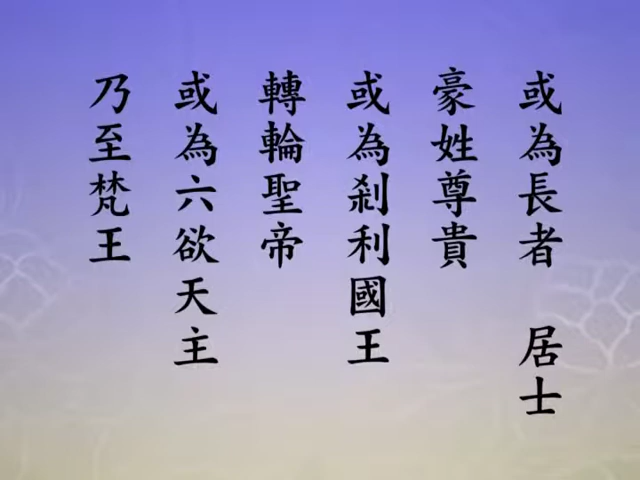 或為長者 居士
豪姓尊貴
或為剎利國王
轉輪聖帝
或為六欲天主
乃至梵王